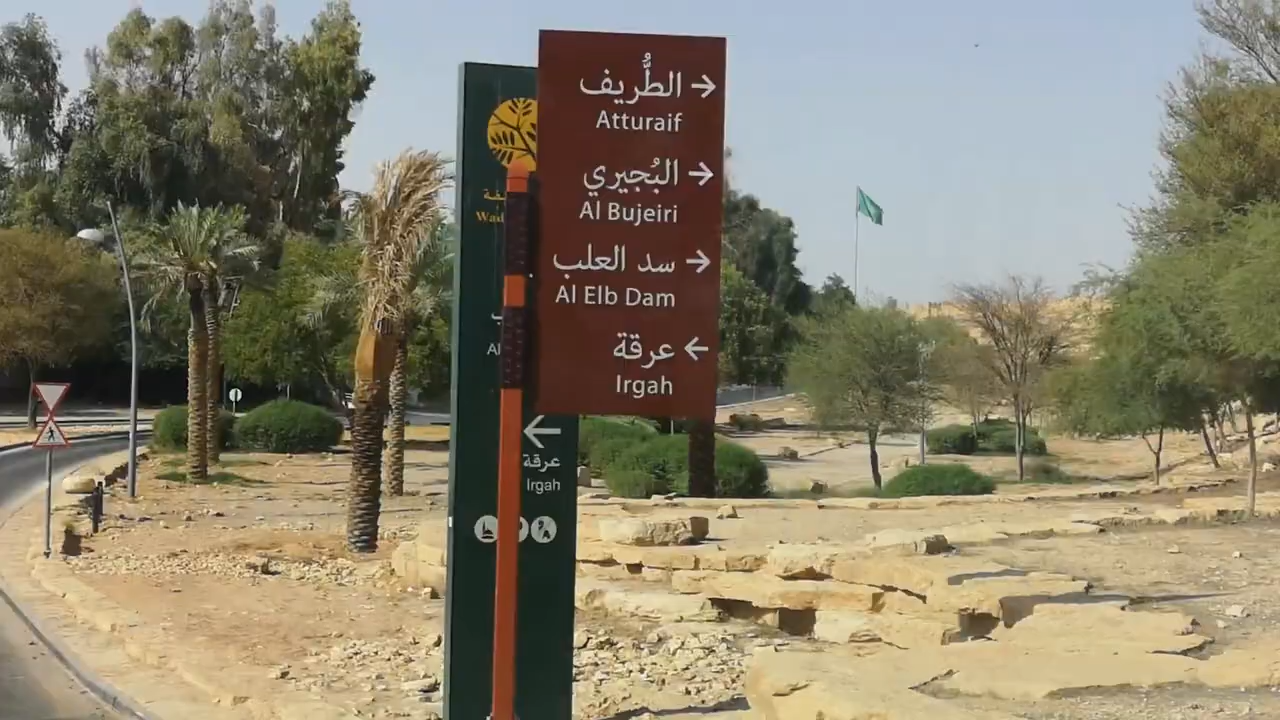 الطُّريف
Atturaif
البُجيري
Al Bujeiri
سد العلب
Al Elb Dam
عرقة
Irgah
عرقة
Irgah